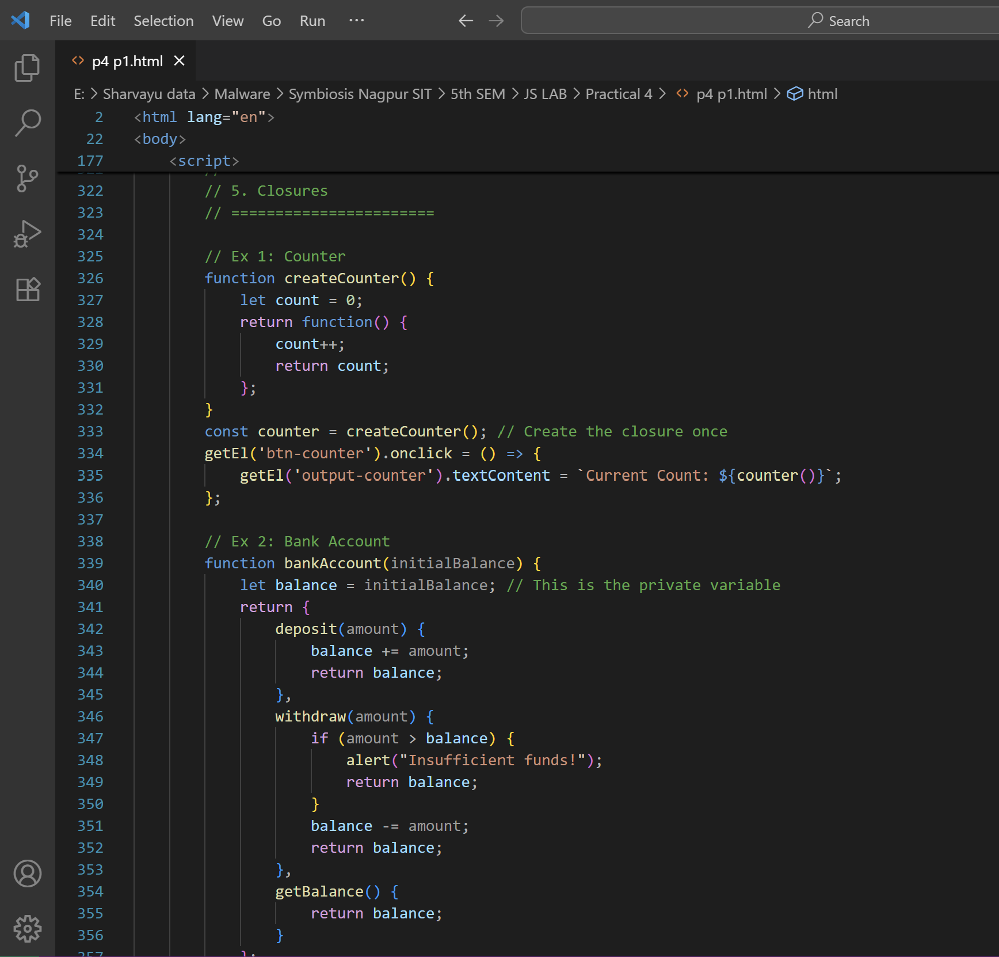 File Edit Selection View Go Run ··· Search
p4 p1.html
E: > Sharvayu data > Malware > Symbiosis Nagpur SIT > 5th SEM > JS LAB > Practical 4 > p4 p1.html > html
2 <html lang="en">
22 <body>
177 <script>
322 // 5. Closures
323 // =======================
324
325 // Ex 1: Counter
326 function createCounter() {
327 let count = 0;
328 return function() {
329 count++;
330 return count;
331 };
332 }
333 const counter = createCounter(); // Create the closure once
334 getEl('btn-counter').onclick = () => {
335 getEl('output-counter').textContent = `Current Count: ${counter()}`;
336 };
337
338 // Ex 2: Bank Account
339 function bankAccount(initialBalance) {
340 let balance = initialBalance; // This is the private variable
341 return {
342 deposit(amount) {
343 balance += amount;
344 return balance;
345 },
346 withdraw(amount) {
347 if (amount > balance) {
348 alert("Insufficient funds!");
349 return balance;
350 }
351 balance -= amount;
352 return balance;
353 },
354 getBalance() {
355 return balance;
356 }
357 };